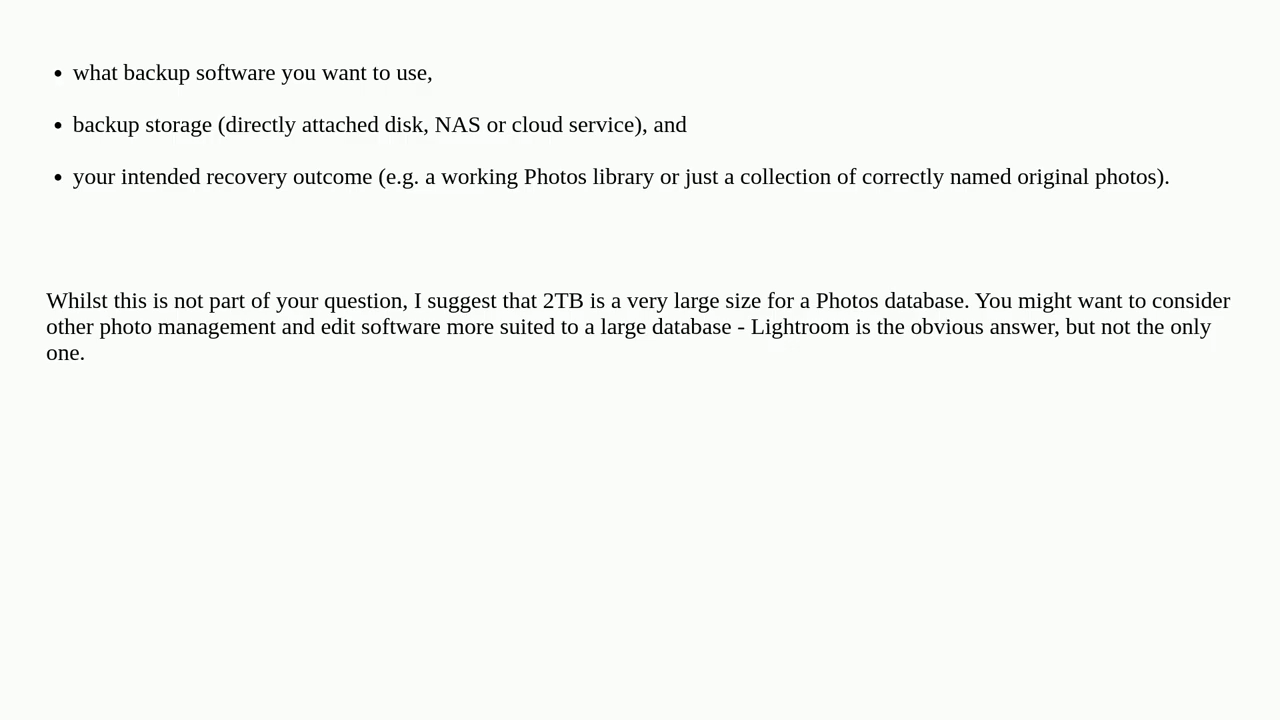 • what backup software you want to use,
• backup storage (directly attached disk, NAS or cloud service), and
• your intended recovery outcome (e.g. a working Photos library or just a collection of correctly named original photos).
Whilst this is not part of your question, I suggest that 2TB is a very large size for a Photos database. You might want to consider
other photo management and edit software more suited to a large database - Lightroom is the obvious answer, but not the only
one.